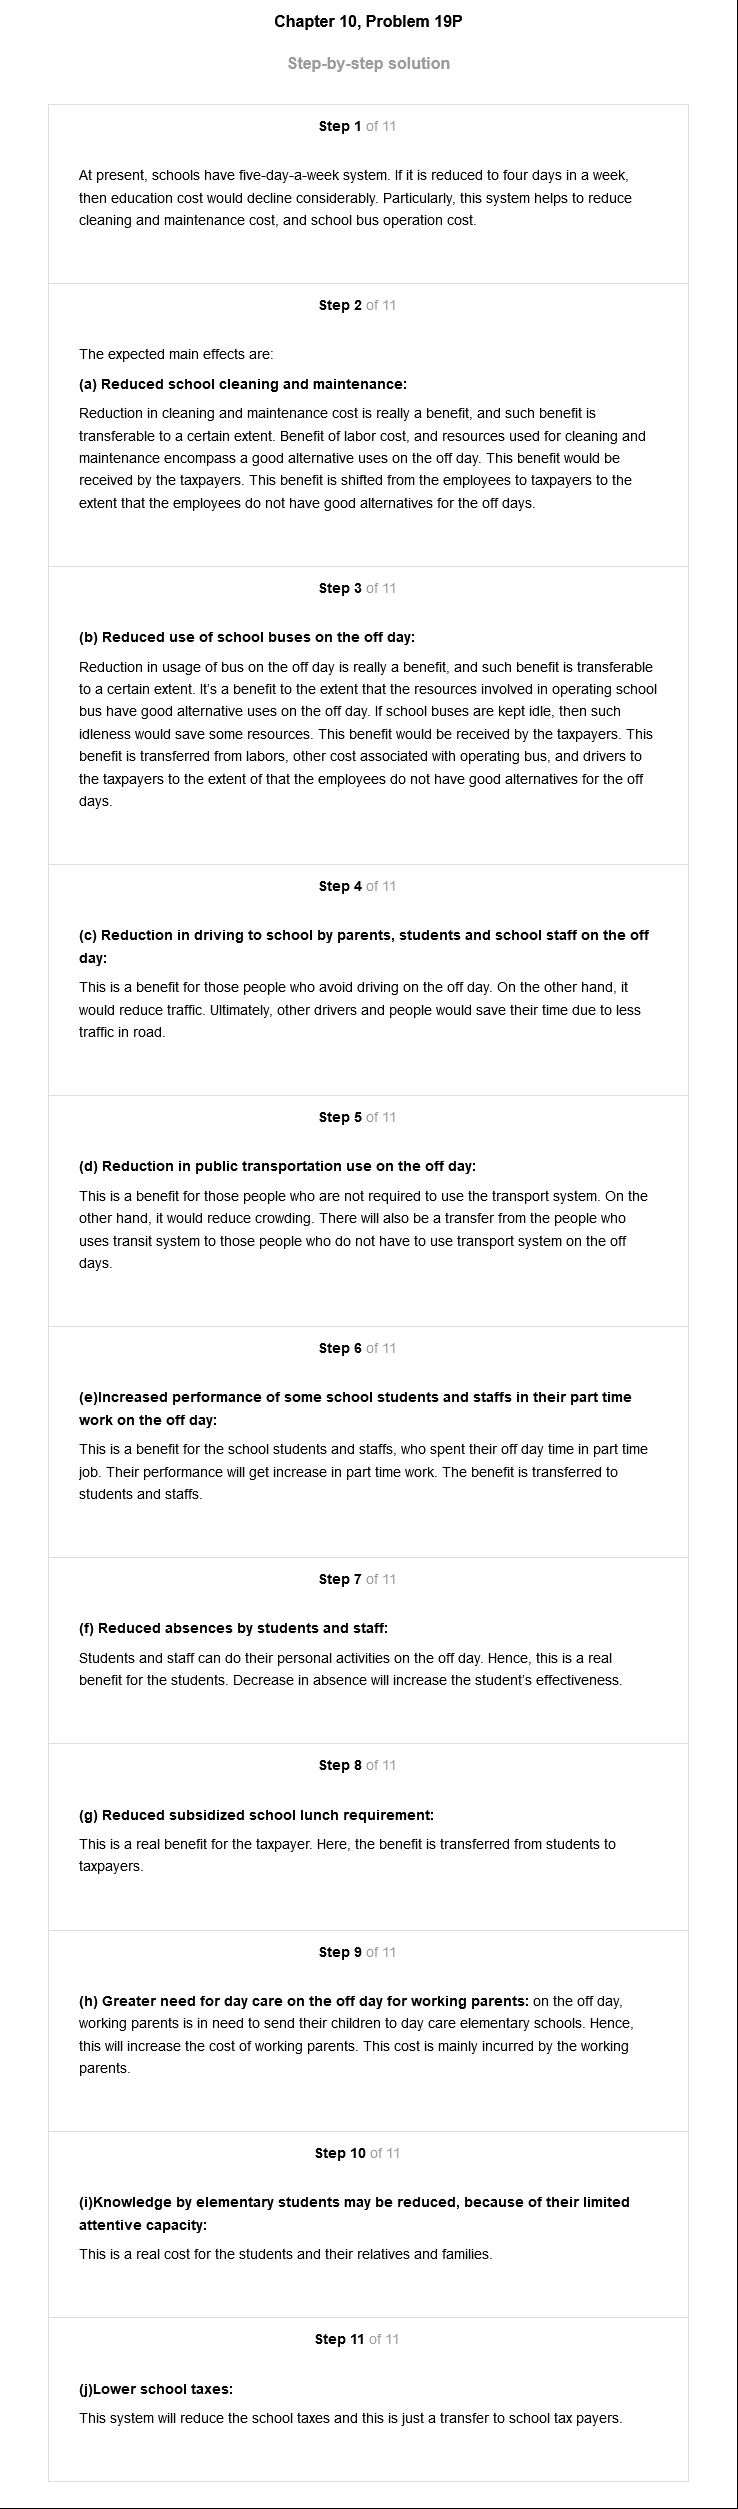 Chapter 10, Problem 19P
Step-by-step solution
Step 1 of 11
At present, schools have five-day-a-week system. If it is reduced to four days in a week,
then education cost would decline considerably. Particularly, this system helps to reduce
cleaning and maintenance cost, and school bus operation cost.
Step 2 of 11
The expected main effects are:
(a) Reduced school cleaning and maintenance:
Reduction in cleaning and maintenance cost is really a benefit, and such benefit is
transferable to a certain extent. Benefit of labor cost, and resources used for cleaning and
maintenance encompass a good alternative uses on the off day. This benefit would be
received by the taxpayers. This benefit is shifted from the employees to taxpayers to the
extent that the employees do not have good alternatives for the off days.
Step 3 of 11
(b) Reduced use of school buses on the off day:
Reduction in usage of bus on the off day is really a benefit, and such benefit is transferable
to a certain extent. It's a benefit to the extent that the resources involved in operating school
bus have good alternative uses on the off day. If school buses are kept idle, then such
idleness would save some resources. This benefit would be received by the taxpayers. This
benefit is transferred from labors, other cost associated with operating bus, and drivers to
the taxpayers to the extent of that the employees do not have good alternatives for the off
days.
Step 4 of 11
(c) Reduction in driving to school by parents, students and school staff on the off
day:
This is a benefit for those people who avoid driving on the off day. On the other hand, it
would reduce traffic. Ultimately, other drivers and people would save their time due to less
traffic in road.
Step 5 of 11
(d) Reduction in public transportation use on the off day:
This is a benefit for those people who are not required to use the transport system. On the
other hand, it would reduce crowding. There will also be a transfer from the people who
uses transit system to those people who do not have to use transport system on the off
days.
Step 6 of 11
(e)Increased performance of some school students and staffs in their part time
work on the off day:
This is a benefit for the school students and staffs, who spent their off day time in part time
job. Their performance will get increase in part time work. The benefit is transferred to
students and staffs.
Step 7 of 11
(f) Reduced absences by students and staff:
Students and staff can do their personal activities on the off day. Hence, this is a real
benefit for the students. Decrease in absence will increase the student's effectiveness.
Step 8 of 11
(g) Reduced subsidized school lunch requirement:
This is a real benefit for the taxpayer. Here, the benefit is transferred from students to
taxpayers.
Step 9 of 11
(h) Greater need for day care on the off day for working parents: on the off day,
working parents is in need to send their children to day care elementary schools. Hence,
this will increase the cost of working parents. This cost is mainly incurred by the working
parents.
Step 10 of 11
(i)Knowledge by elementary students may be reduced, because of their limited
attentive capacity:
This is a real cost for the students and their relatives and families.
Step 11 of 11
(j)Lower school taxes:
This system will reduce the school taxes and this is just a transfer to school tax payers.